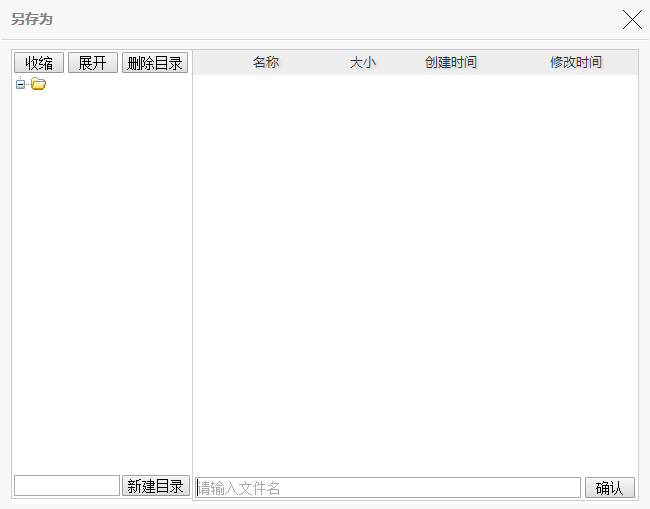 另存为
收缩 展开 删除目录
名称 大小 创建时间 修改时间
新建目录
请输入文件名 确认